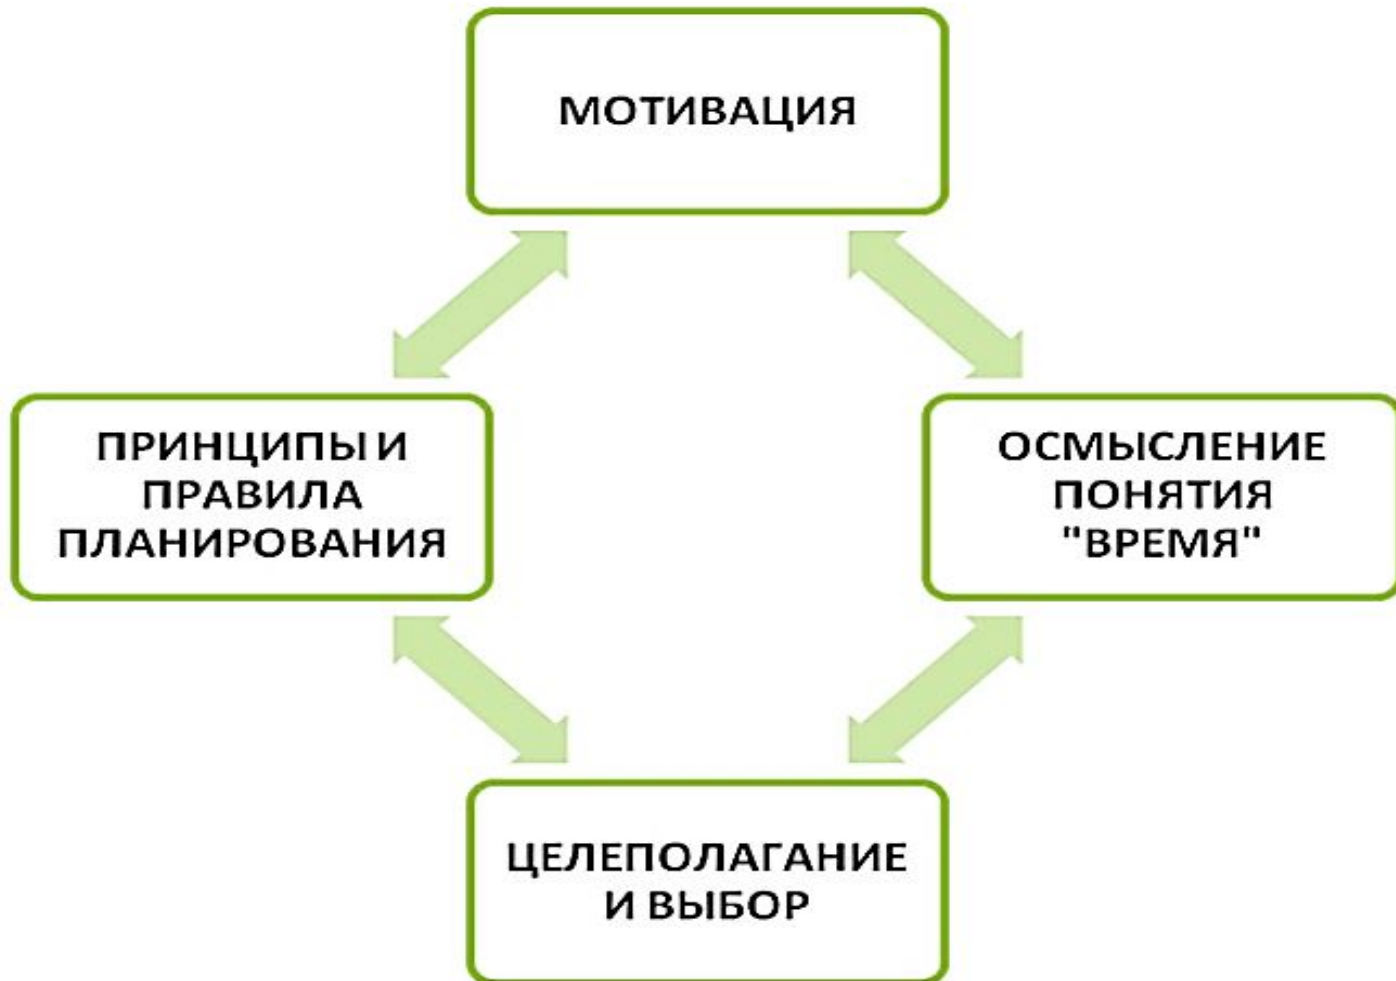 МОТИВАЦИЯ
ПРИНЦИПЫ И
ПРАВИЛА
ПЛАНИРОВАНИЯ
ОСМЫСЛЕНИЕ
ПОНЯТИЯ
"ВРЕМЯ"
ЦЕЛЕПОЛАГАНИЕ
И ВЫБОР